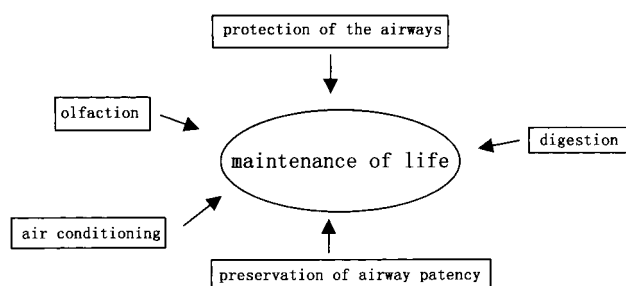 protection of the airways
olfaction
digestion
maintenance of life
air conditioning
preservation of airway patency